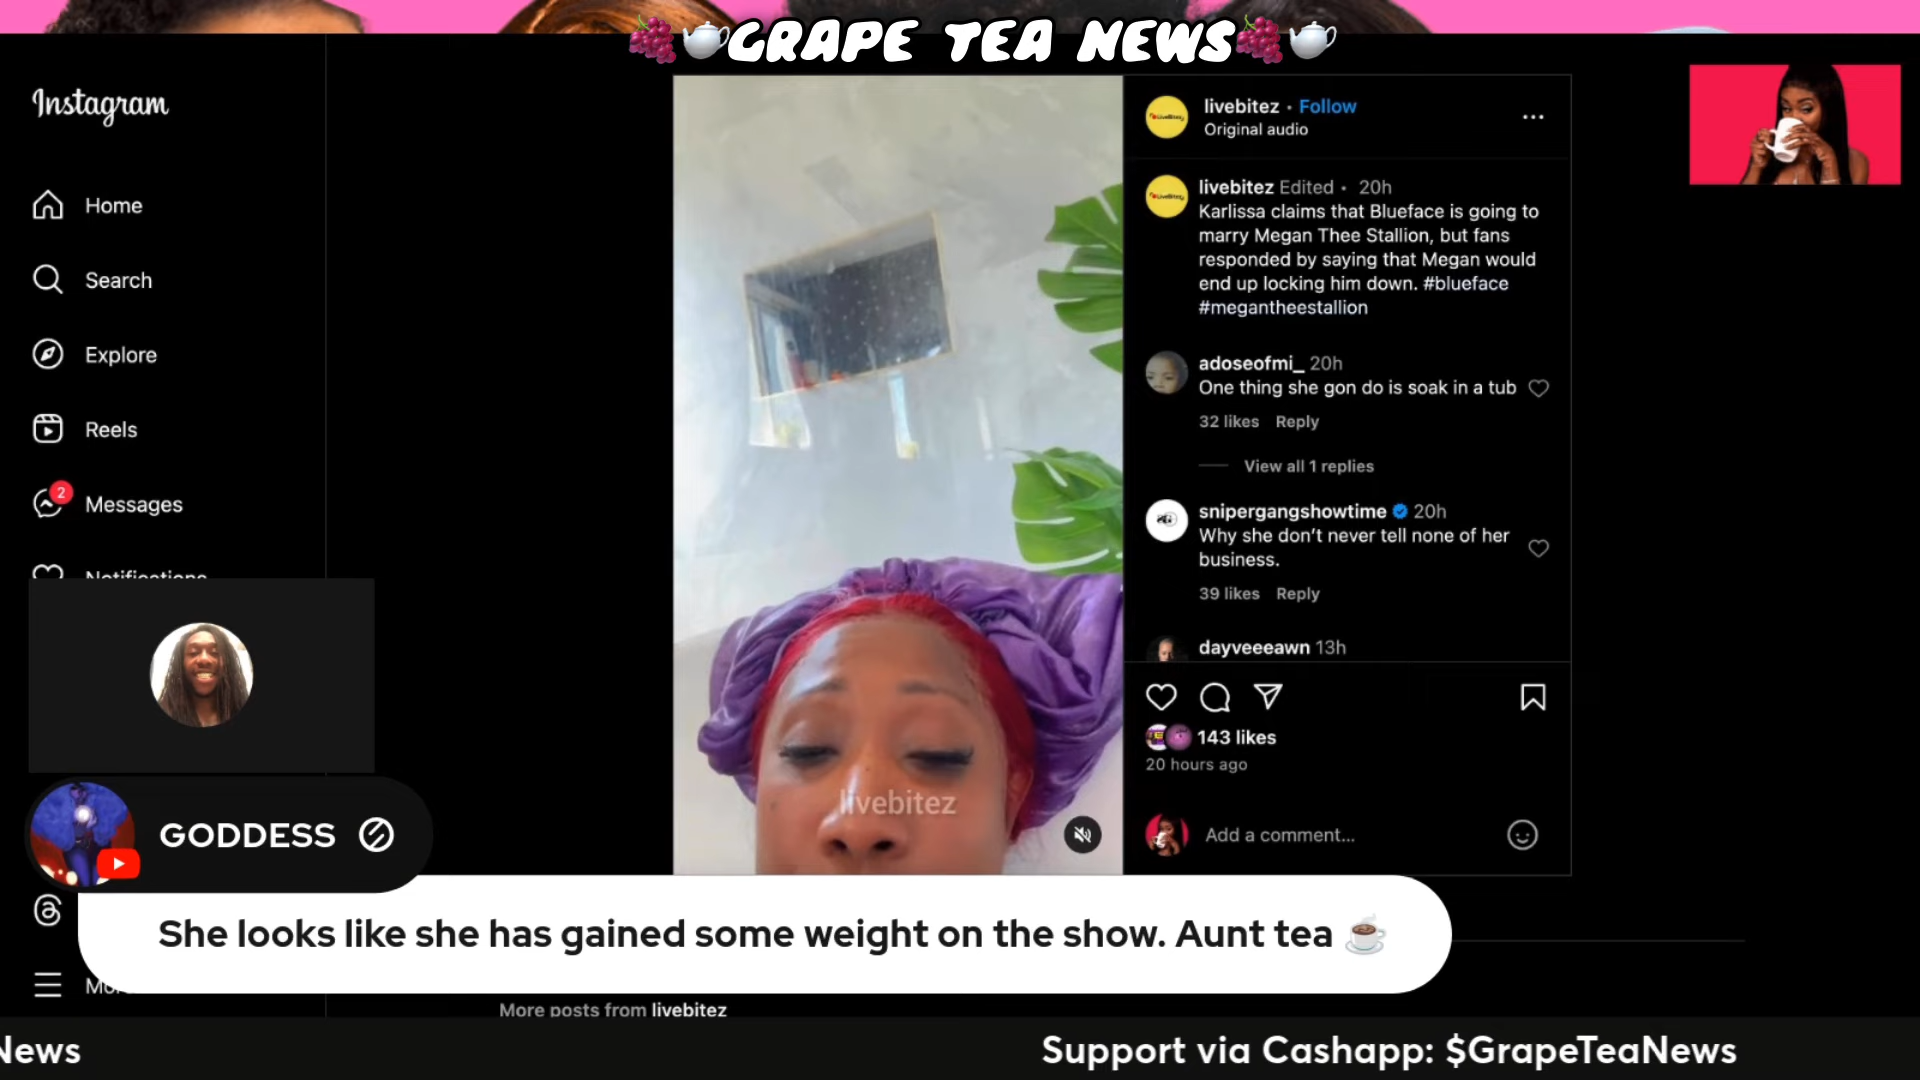 GRAPE TEA NEWS
Instagram
Home
Search
Explore
Reels
2
Messages
Notifications
livebitez • Follow
Original audio
livebitez Edited • 20h
Karlissa claims that Blueface is going to
marry Megan Thee Stallion, but fans
responded by saying that Megan would
end up locking him down. #blueface
#megantheestallion
adoseofmi_ 20h
One thing she gon do is soak in a tub
32 likes Reply
View all 1 replies
snipergangshowtime 20h
Why she don’t never tell none of her
business.
39 likes Reply
dayveeeawn 13h
143 likes
20 hours ago
Add a comment...
livebitez
GODDESS
She looks like she has gained some weight on the show. Aunt tea ☕
More posts from livebitez
News
Support via Cashapp: $GrapeTeaNews